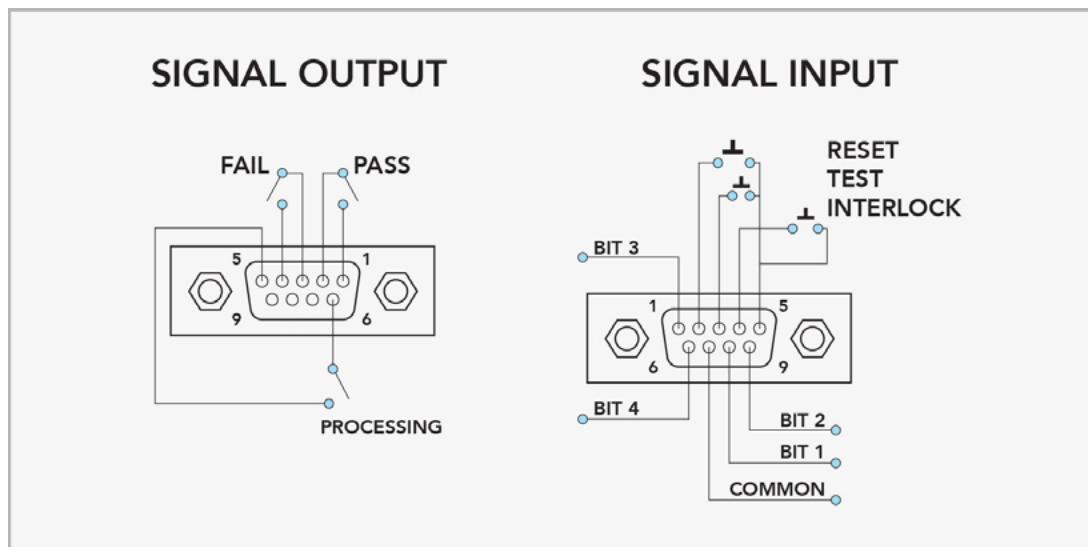 SIGNAL OUTPUT
FAIL
PASS
5
1
9
6
PROCESSING
SIGNAL INPUT
RESET
TEST
INTERLOCK
BIT 3
1
5
6
9
BIT 4
BIT 2
BIT 1
COMMON